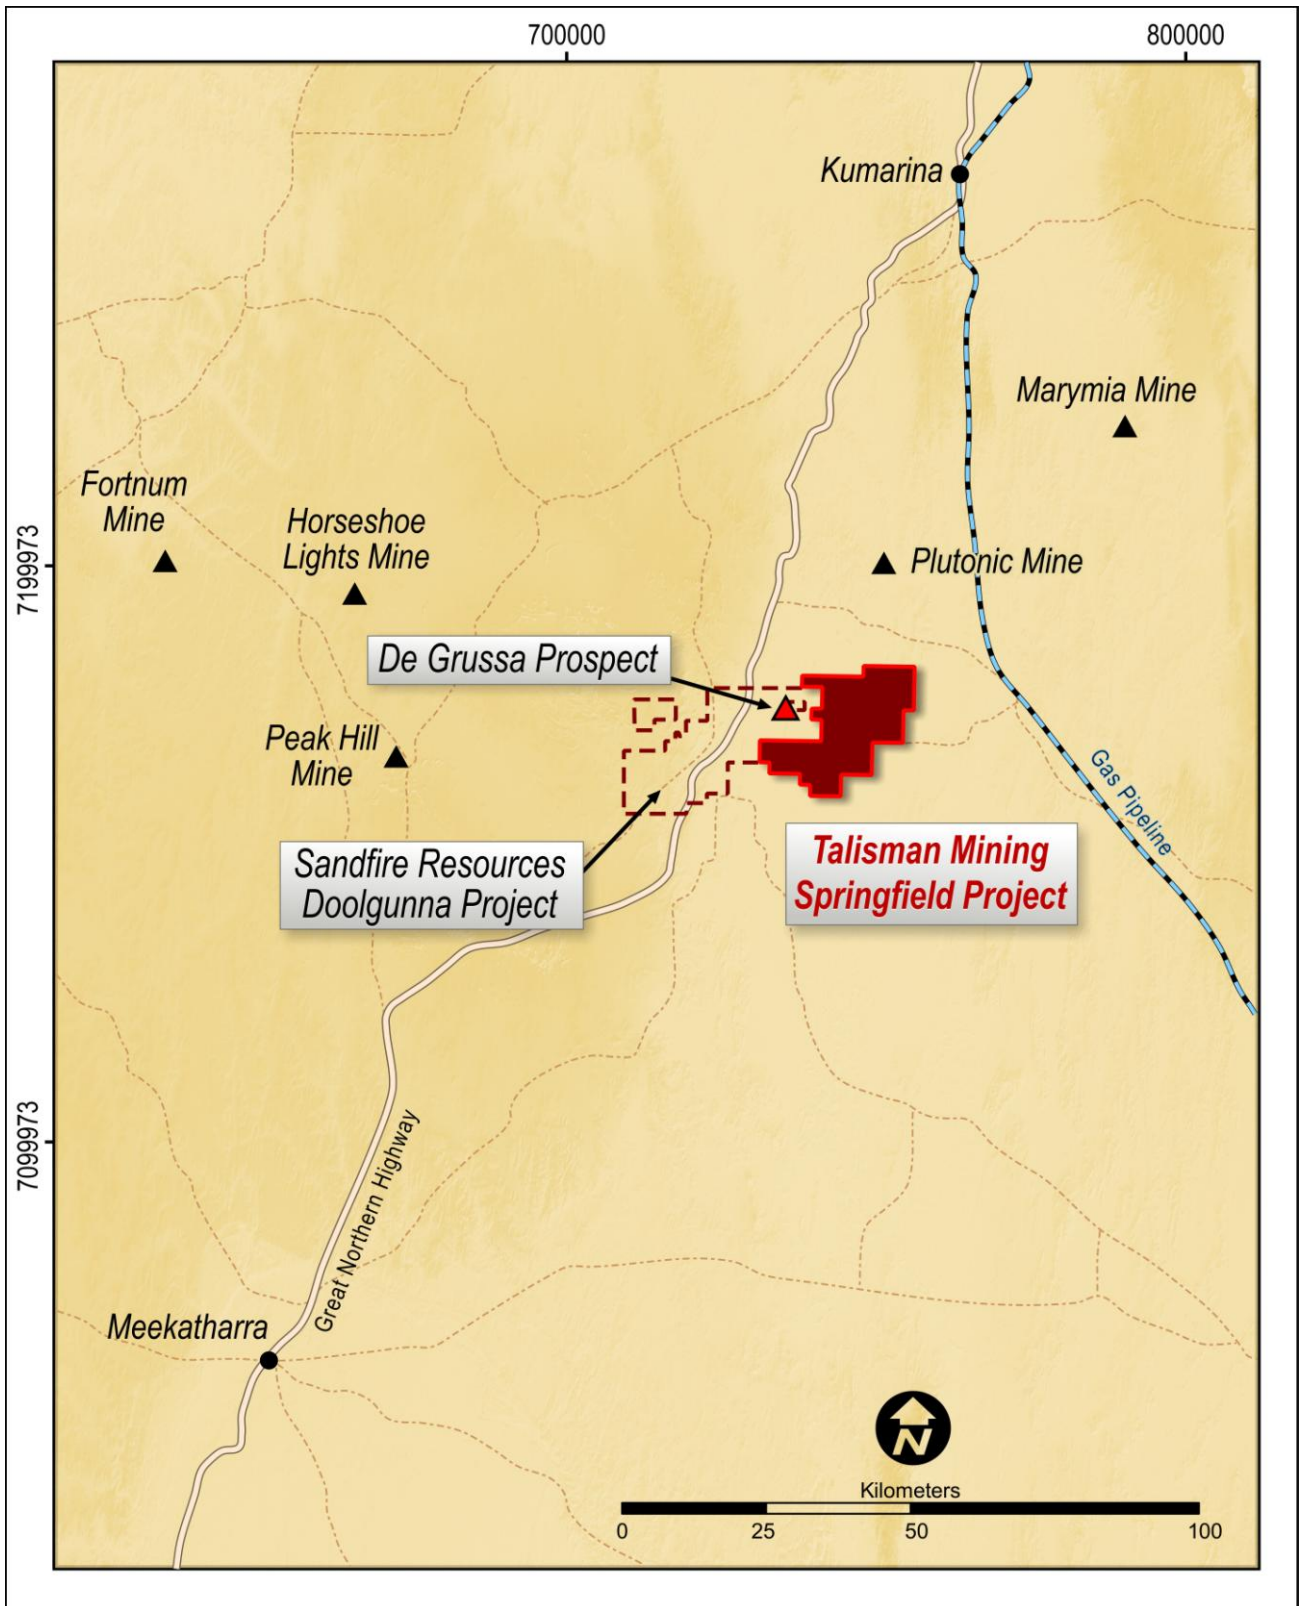 700000
800000
Kumarina
Marymia Mine
Fortnum
Mine
Horseshoe
Lights Mine
7199973
Plutonic Mine
De Grussa Prospect
Peak Hill
Mine
Gas Pipeline
Sandfire Resources
Doolgunna Project
Talisman Mining
Springfield Project
7099973
Great Northern Highway
Meekatharra
N
Kilometers
0
25
50
100